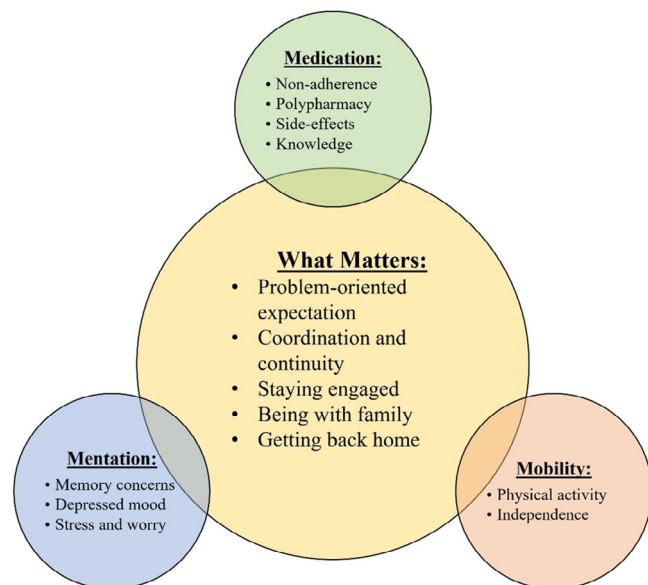 Medication:
• Non-adherence
• Polypharmacy
• Side-effects
• Knowledge
What Matters:
• Problem-oriented
expectation
• Coordination and
continuity
• Staying engaged
• Being with family
• Getting back home
Mentation:
• Memory concerns
• Depressed mood
• Stress and worry
Mobility:
• Physical activity
• Independence